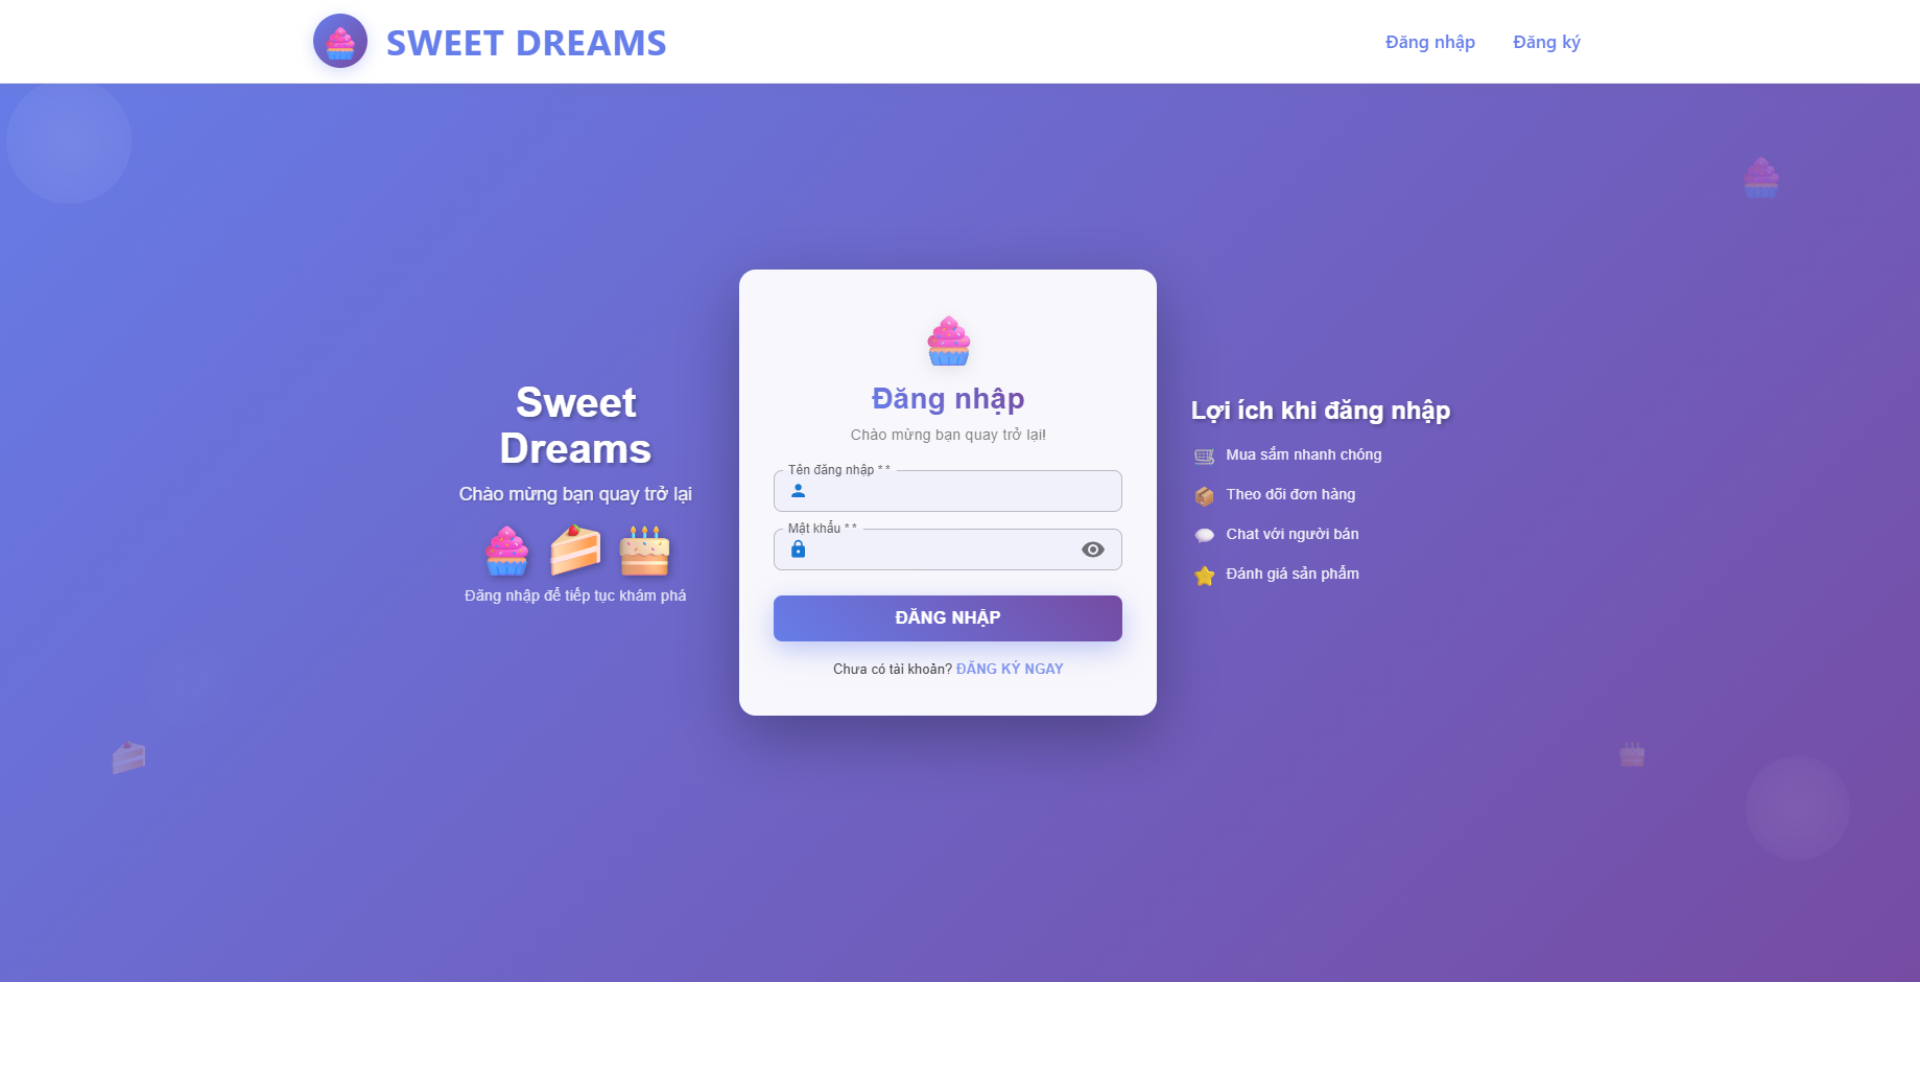 SWEET DREAMS
Đăng nhập
Đăng ký
Sweet
Dreams
Chào mừng bạn quay trở lại
Đăng nhập để tiếp tục khám phá
Đăng nhập
Chào mừng bạn quay trở lại!
Tên đăng nhập * *
Mật khẩu * *
ĐĂNG NHẬP
Chưa có tài khoản? ĐĂNG KÝ NGAY
Lợi ích khi đăng nhập
Mua sắm nhanh chóng
Theo dõi đơn hàng
Chat với người bán
Đánh giá sản phẩm